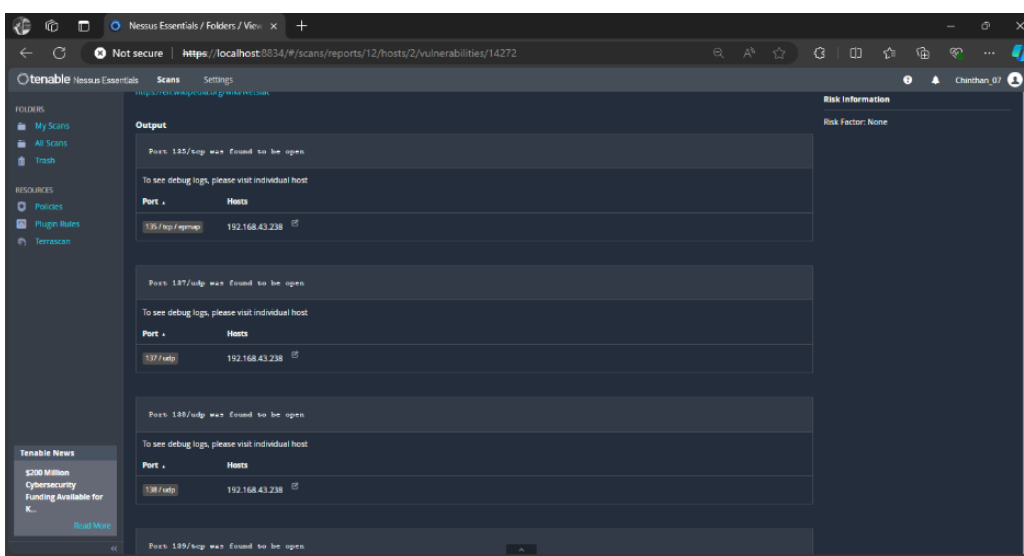 Nessus Essentials / Folders / View
Not secure | https://localhost:8834/#/scans/reports/12/hosts/2/vulnerabilities/14272
tenable Nessus Essentials Scans Settings Chinthan_07
FOLDERS
My Scans
All Scans
Trash
RESOURCES
Policies
Plugin Rules
Terrascan
Tenable News
$200 Million
Cybersecurity
Funding Available for
K...
Read More
https://en.wikipedia.org/wiki/Netstat
Output
Port 135/tcp was found to be open
To see debug logs, please visit individual host
Port Hosts
135 / tcp / epmap 192.168.43.238
Port 137/udp was found to be open
To see debug logs, please visit individual host
Port Hosts
137 / udp 192.168.43.238
Port 138/udp was found to be open
To see debug logs, please visit individual host
Port Hosts
138 / udp 192.168.43.238
Port 139/tcp was found to be open
Risk Information
Risk Factor: None